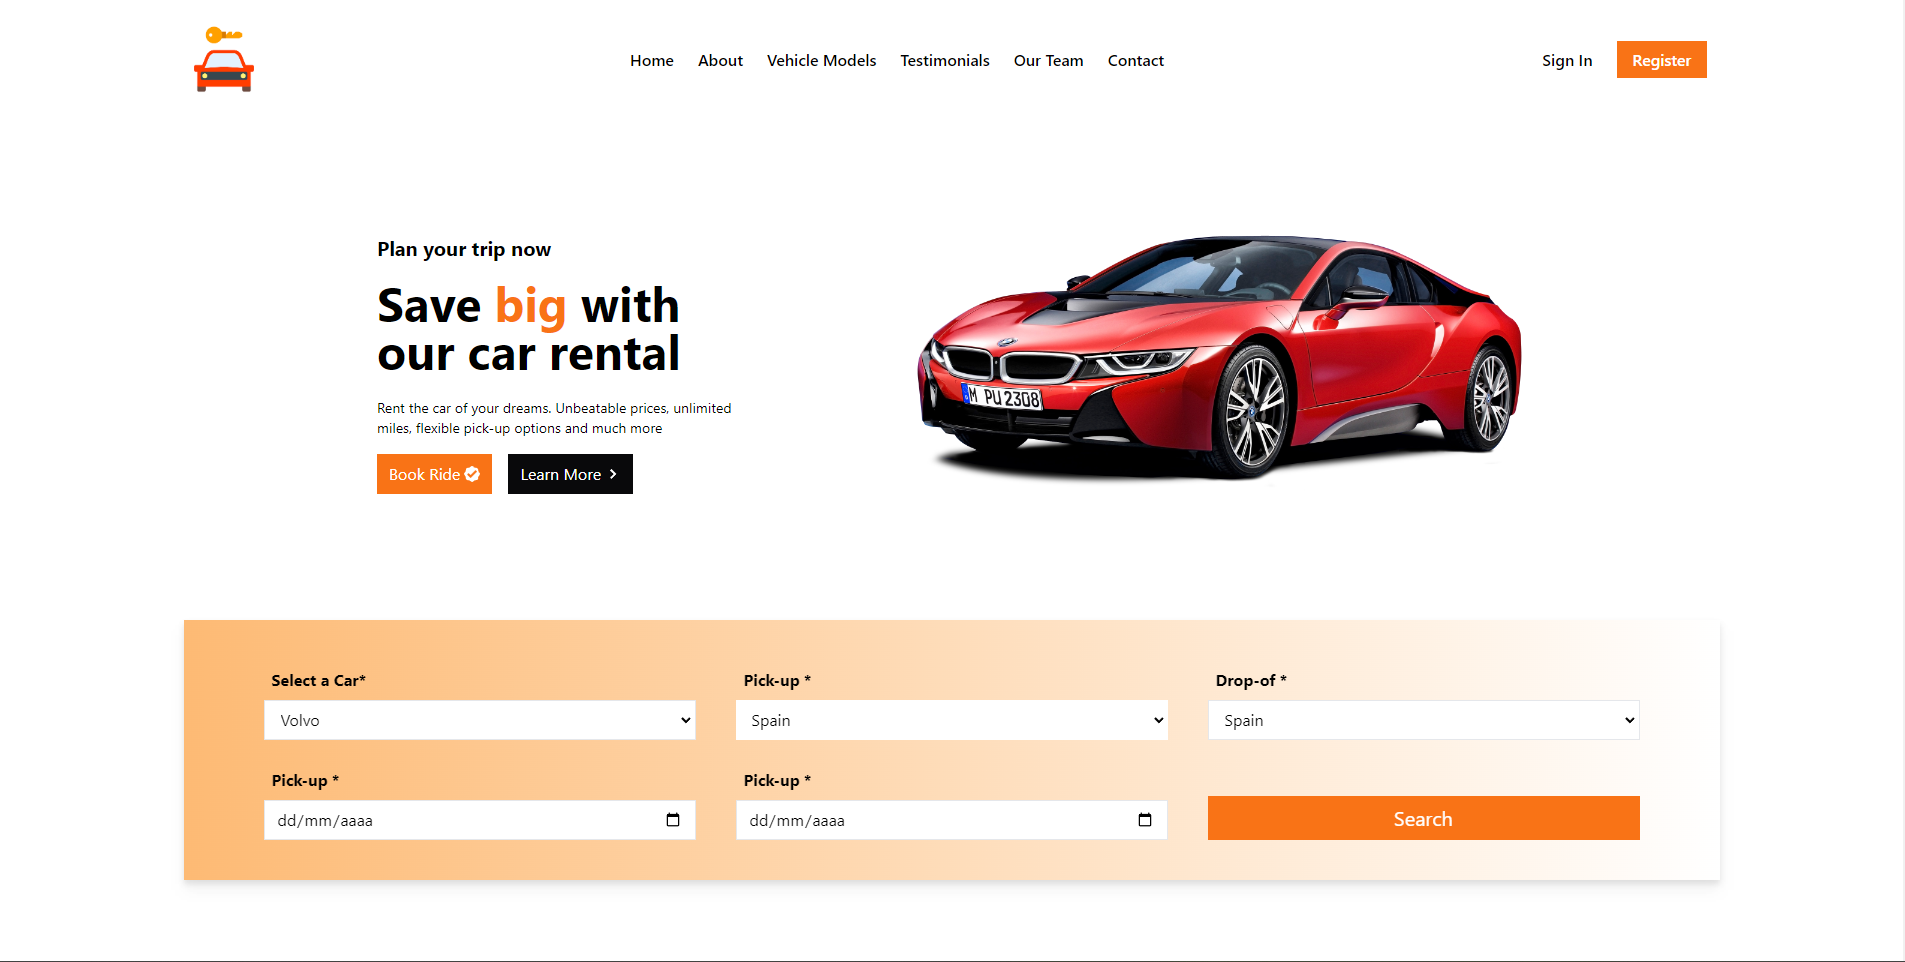 Home About Vehicle Models Testimonials Our Team Contact Sign In Register
Plan your trip now
Save big with
our car rental
Rent the car of your dreams. Unbeatable prices, unlimited
miles, flexible pick-up options and much more
Book Ride Learn More
M PU 2308
Select a Car* Pick-up * Drop-of *
Volvo Spain Spain
Pick-up * Pick-up *
dd/mm/aaaa dd/mm/aaaa Search